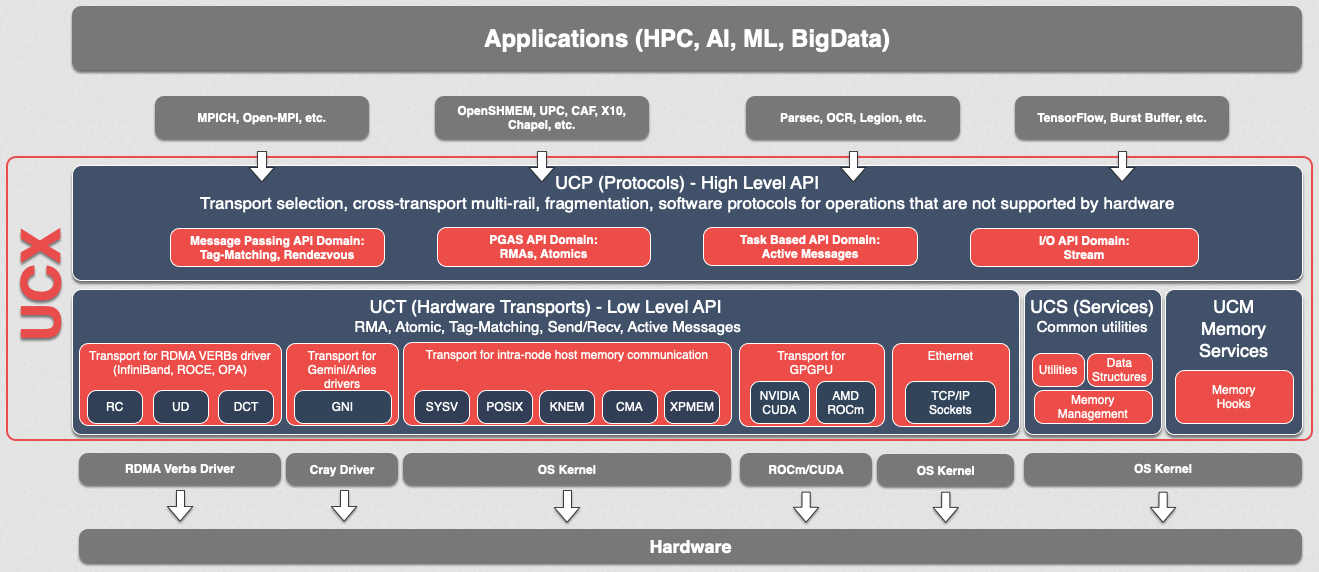 Applications (HPC, AI, ML, BigData)
MPICH, Open-MPI, etc.
OpenSHMEM, UPC, CAF, X10,
Chapel, etc.
Parsec, OCR, Legion, etc.
TensorFlow, Burst Buffer, etc.
UCX
UCP (Protocols) - High Level API
Transport selection, cross-transport multi-rail, fragmentation, software protocols for operations that are not supported by hardware
Message Passing API Domain:
Tag-Matching, Rendezvous
PGAS API Domain:
RMAs, Atomics
Task Based API Domain:
Active Messages
I/O API Domain:
Stream
UCT (Hardware Transports) - Low Level API
RMA, Atomic, Tag-Matching, Send/Recv, Active Messages
Transport for RDMA VERBs driver
(InfiniBand, ROCE, OPA)
RC
UD
DCT
Transport for
Gemini/Aries
drivers
GNI
Transport for intra-node host memory communication
SYSV
POSIX
KNEM
CMA
XPMEM
Transport for
GPGPU
NVIDIA
CUDA
AMD
ROCm
Ethernet
TCP/IP
Sockets
UCS (Services)
Common utilities
Utilities
Data
Structures
Memory
Management
UCM
Memory
Services
Memory
Hooks
RDMA Verbs Driver
Cray Driver
OS Kernel
ROCm/CUDA
OS Kernel
OS Kernel
Hardware